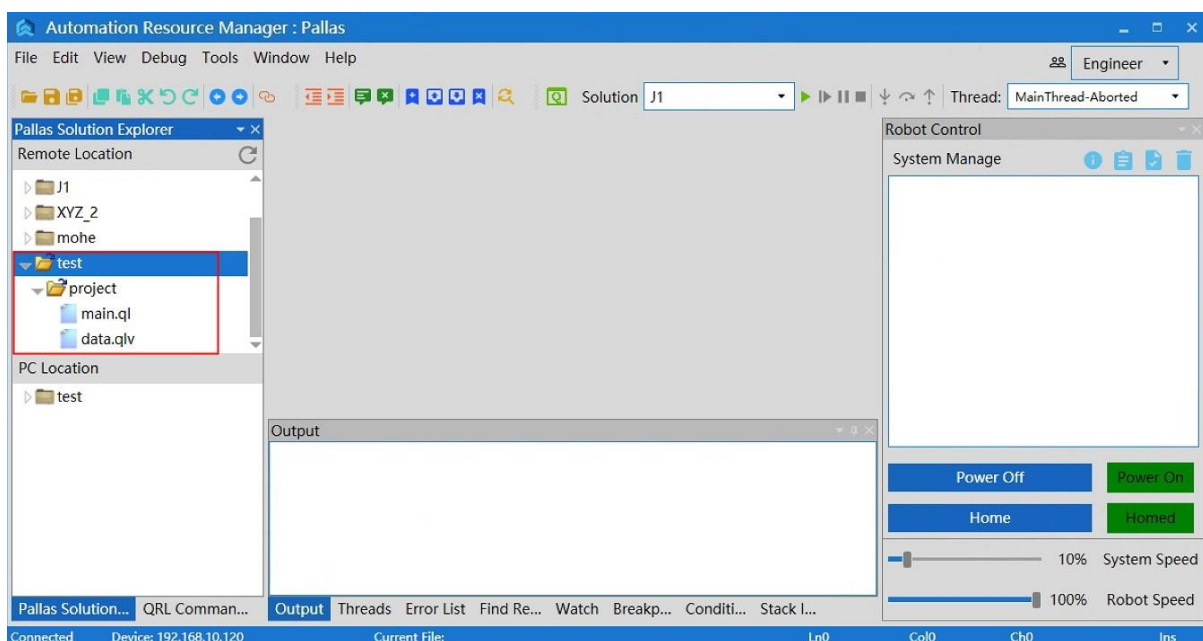 Automation Resource Manager : Pallas
File Edit View Debug Tools Window Help
Engineer
Solution J1
Thread: MainThread-Aborted
Pallas Solution Explorer
Remote Location
J1
XYZ_2
mohe
test
project
main.ql
data.qlv
PC Location
test
Pallas Solution... QRL Comman...
Output
Output Threads Error List Find Re... Watch Breakp... Conditi... Stack I...
Robot Control
System Manage
Power Off Power On
Home Homed
10% System Speed
100% Robot Speed
Connected Device: 192.168.10.120 Current File: Ln0 Col0 Ch0 Ins